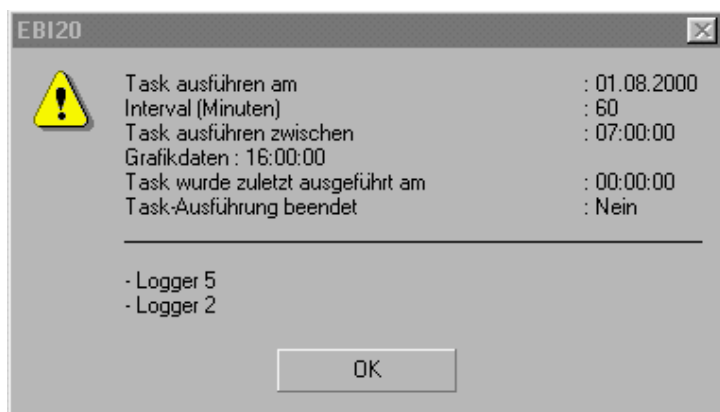 EBI20
Task ausführen am : 01.08.2000
Interval (Minuten) : 60
Task ausführen zwischen : 07:00:00
Grafikdaten : 16:00:00
Task wurde zuletzt ausgeführt am : 00:00:00
Task-Ausführung beendet : Nein
- Logger 5
- Logger 2
OK